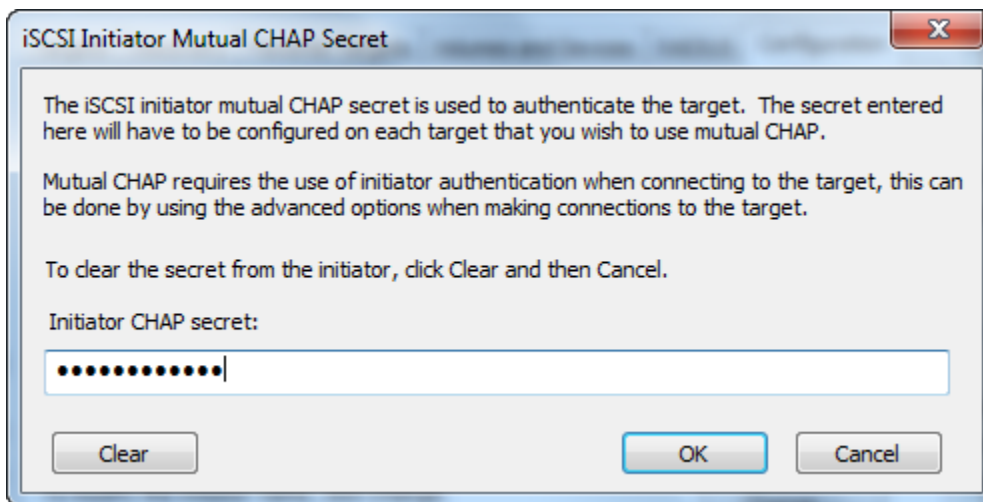 iSCSI Initiator Mutual CHAP Secret
The iSCSI initiator mutual CHAP secret is used to authenticate the target.  The secret entered
here will have to be configured on each target that you wish to use mutual CHAP.
Mutual CHAP requires the use of initiator authentication when connecting to the target, this can
be done by using the advanced options when making connections to the target.
To clear the secret from the initiator, click Clear and then Cancel.
Initiator CHAP secret:
••••••••••••
Clear OK Cancel